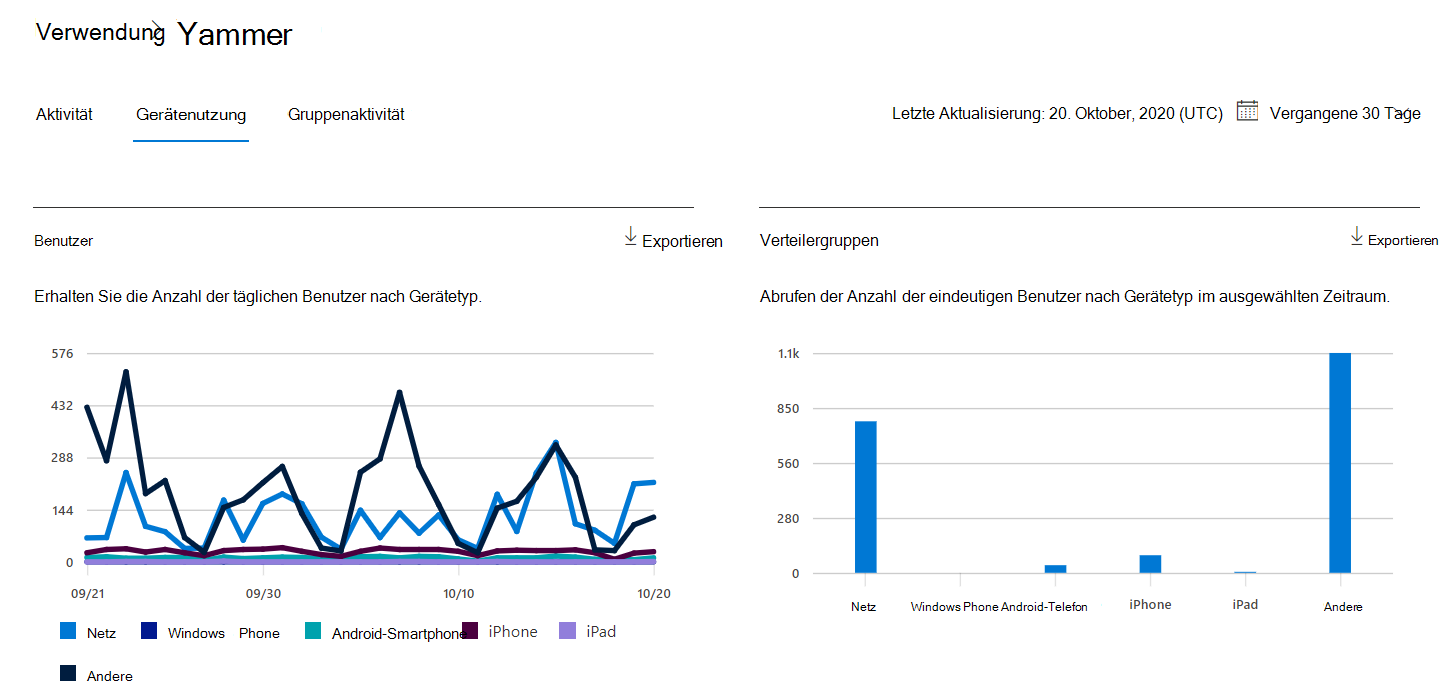 Verwendung Yammer
Aktivität Gerätenutzung Gruppenaktivität Letzte Aktualisierung: 20. Oktober, 2020 (UTC) Vergangene 30 Tage
Benutzer Exportieren
Erhalten Sie die Anzahl der täglichen Benutzer nach Gerätetyp.
576
432
288
144
0
09/21 09/30 10/10 10/20
Netz Windows Phone Android-Smartphone iPhone iPad
Andere
Verteilergruppen Exportieren
Abrufen der Anzahl der eindeutigen Benutzer nach Gerätetyp im ausgewählten Zeitraum.
1.1k
850
560
280
0
Netz Windows Phone Android-Telefon iPhone iPad Andere